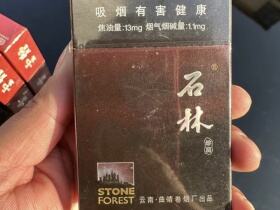 吸烟有害健康
焦油量:13mg 烟气烟碱量:1.1mg
石林®
STONE
FOREST
云南·曲靖卷烟厂出品